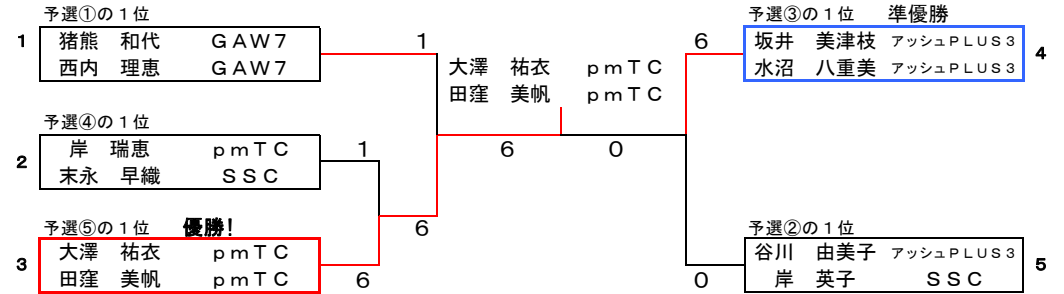 予選①の1位
1
猪熊 和代 GAW7
西内 理恵 GAW7
1
予選④の1位
2
岸 瑞恵 pmTC
末永 早織 SSC
1
予選⑤の1位 優勝!
3
大澤 祐衣 pmTC
田窪 美帆 pmTC
6
6
大澤 祐衣 pmTC
田窪 美帆 pmTC
6 0
予選③の1位 準優勝
6
坂井 美津枝 アッシュPLUS3
水沼 八重美 アッシュPLUS3
4
予選②の1位
0
谷川 由美子 アッシュPLUS3
岸 英子 SSC
5